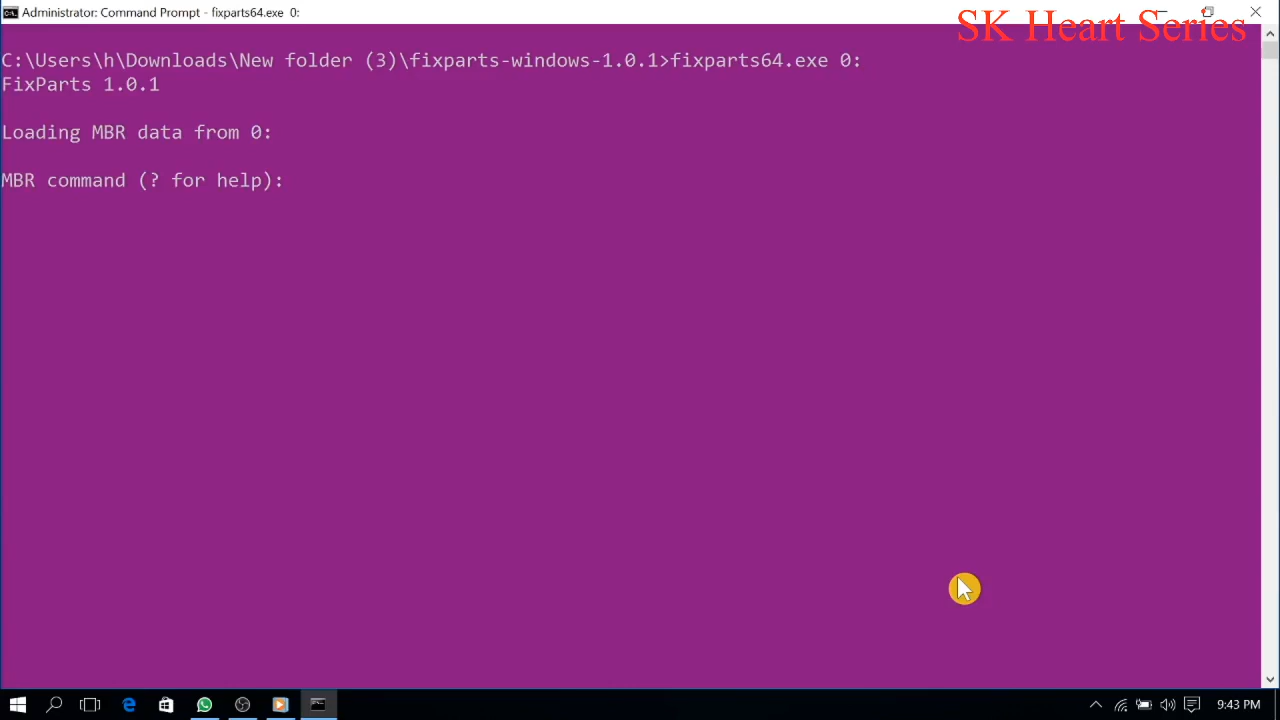 Administrator: Command Prompt - fixparts64.exe 0:
SK Heart Series
C:\Users\h\Downloads\New folder (3)\fixparts-windows-1.0.1>fixparts64.exe 0:
FixParts 1.0.1
Loading MBR data from 0:
MBR command (? for help):
9:43 PM